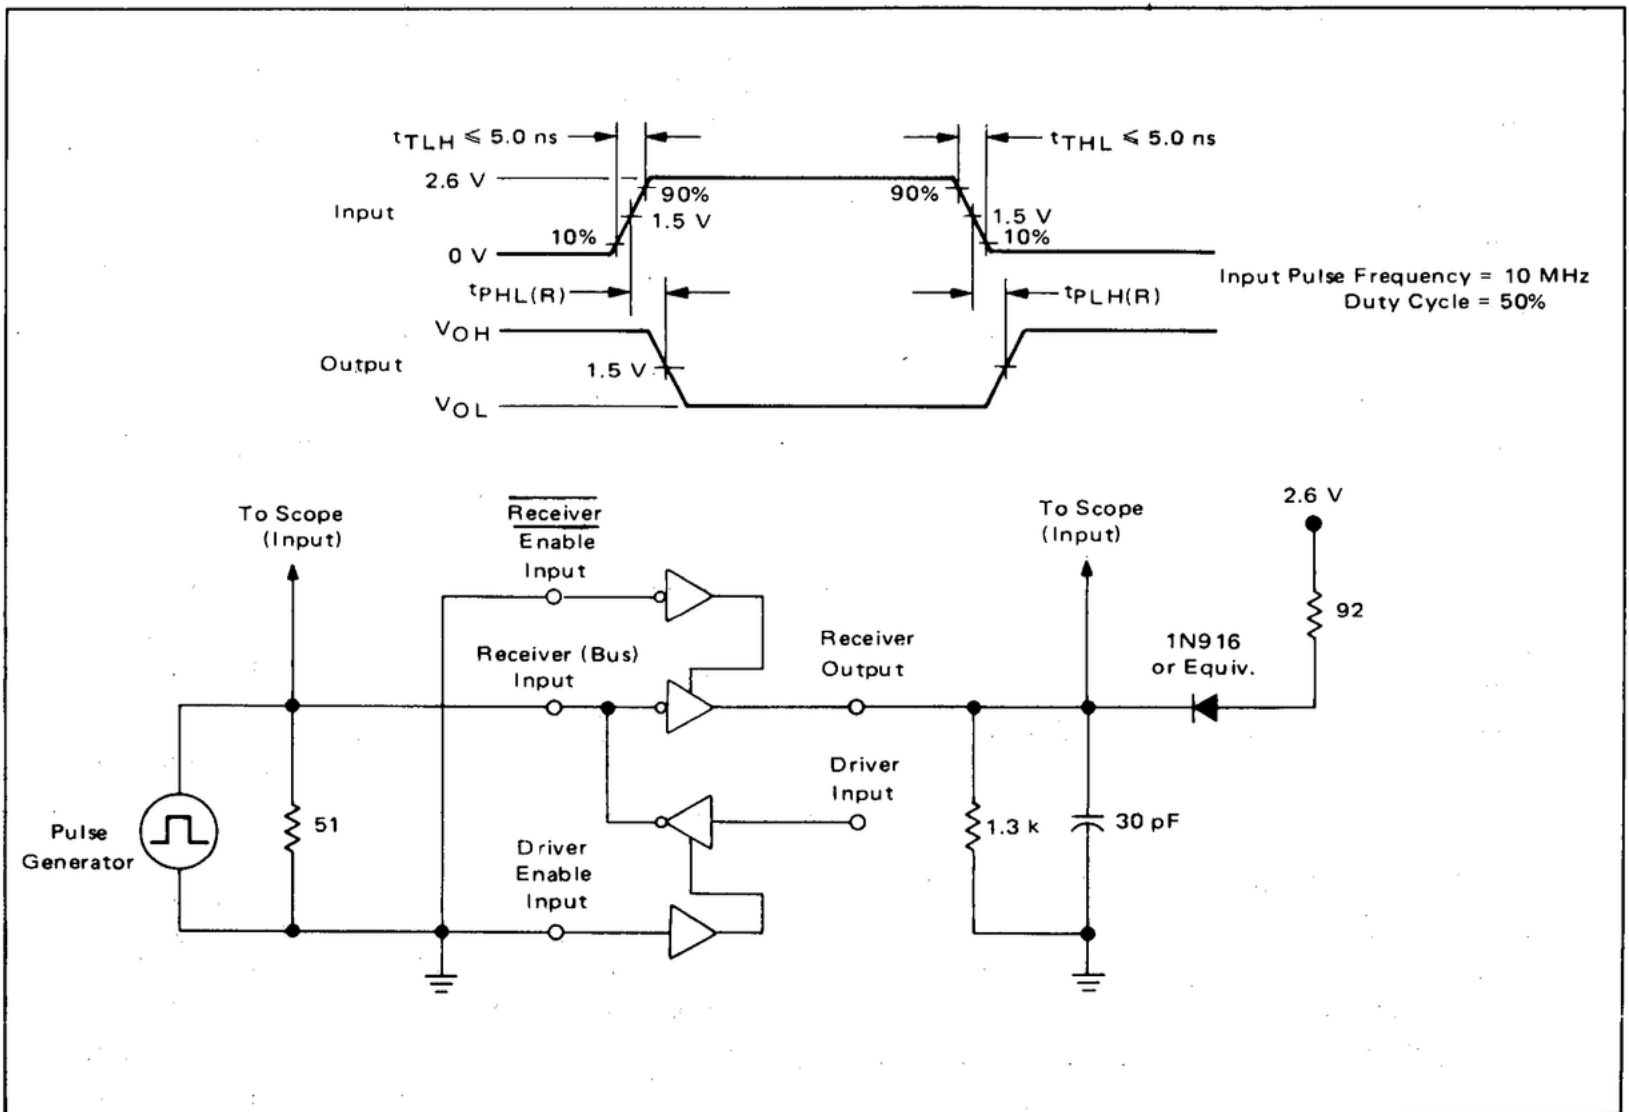 tTLH ⩽ 5.0 ns
tTHL ⩽ 5.0 ns
2.6 V
90%
90%
Input
1.5 V
1.5 V
10%
10%
0 V
Input Pulse Frequency = 10 MHz
Duty Cycle = 50%
tPHL(R)
tPLH(R)
VOH
Output
1.5 V
VOL
To Scope
(Input)
Receiver
Enable
Input
To Scope
(Input)
2.6 V
92
1N916
or Equiv.
Receiver (Bus)
Input
Receiver
Output
Driver
Input
Pulse
Generator
51
Driver
Enable
Input
1.3 k
30 pF